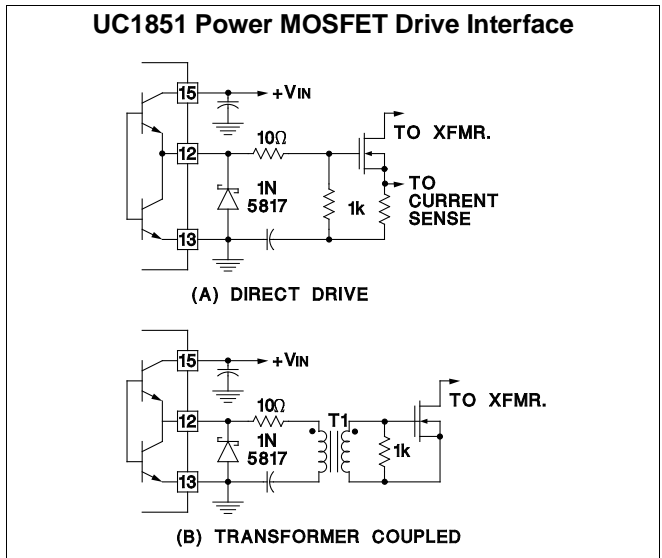 UC1851 Power MOSFET Drive Interface
15
+VIN
12
10Ω
TO XFMR.
1N
5817
1k
TO
CURRENT
SENSE
13
(A) DIRECT DRIVE
15
+VIN
12
10Ω
T1
TO XFMR.
1N
5817
1k
13
(B) TRANSFORMER COUPLED